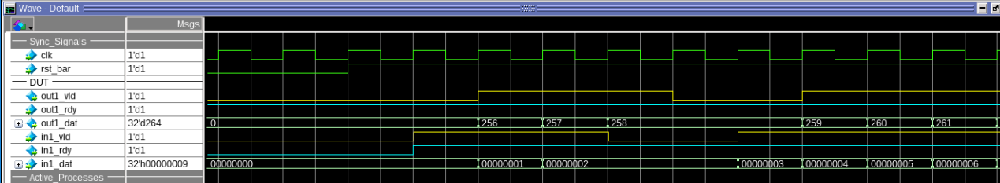 Wave - Default
Msgs
Sync_Signals
clk 1'd1
rst_bar 1'd1
DUT
out1_vld 1'd1
out1_rdy 1'd1
out1_dat 32'd264 0 256 257 258 259 260 261
in1_vld 1'd1
in1_rdy 1'd1
in1_dat 32'h00000009 00000000 00000001 00000002 00000003 00000004 00000005 00000006
Active_Processes